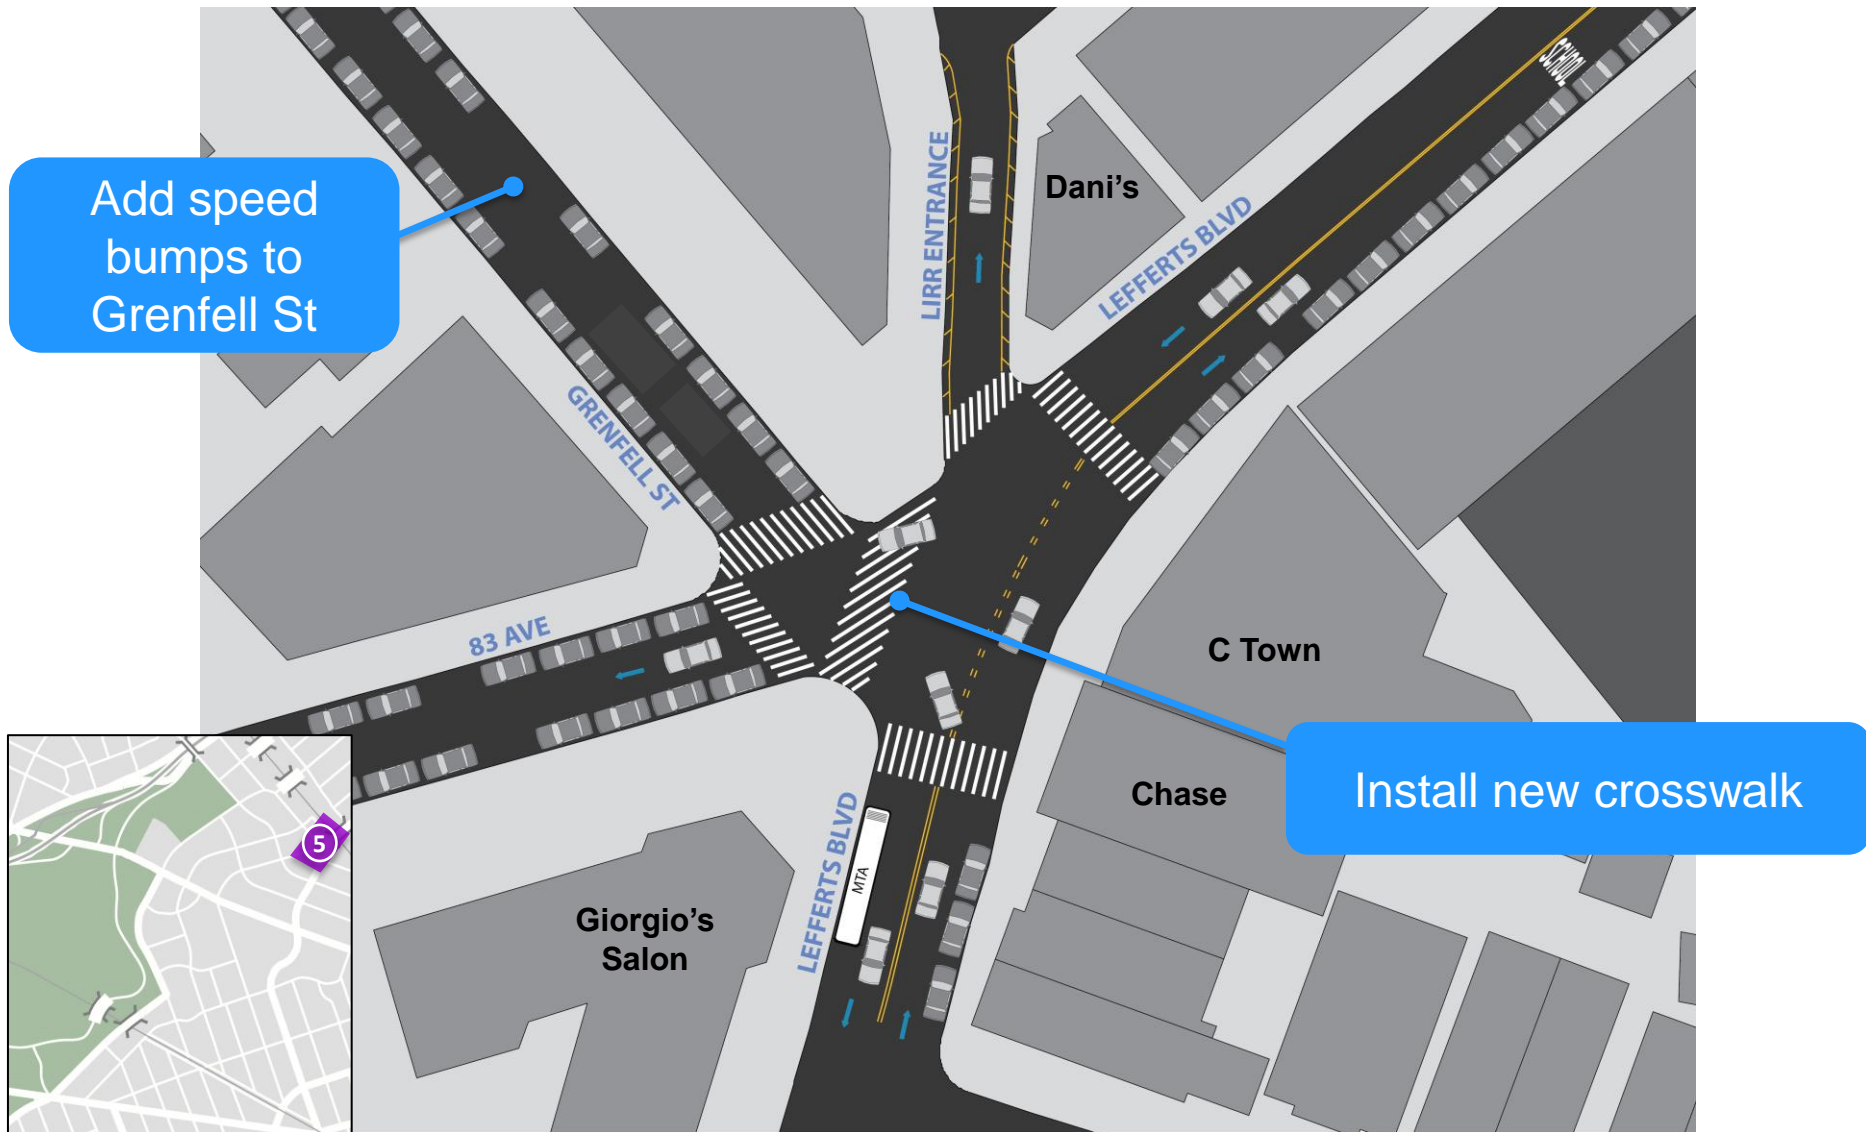 SCHOOL
Add speed
bumps to
Grenfell St
LIRR ENTRANCE
Dani's
LEFFERTS BLVD
GRENFELL ST
83 AVE
C Town
Install new crosswalk
Chase
5
LEFFERTS BLVD
MTA
Giorgio’s
Salon